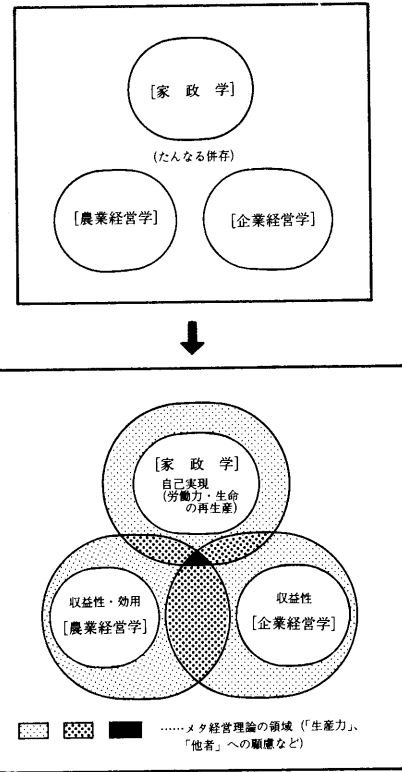 [家 政 学]
(たんなる併存)
[農業経営学]
[企業経営学]
[家 政 学]
自己実現
(労働力・生命
の再生産)
収益性・効用
[農業経営学]
収益性
[企業経営学]
……メタ経営理論の領域(「生産力」、
「他者」への顧慮など)